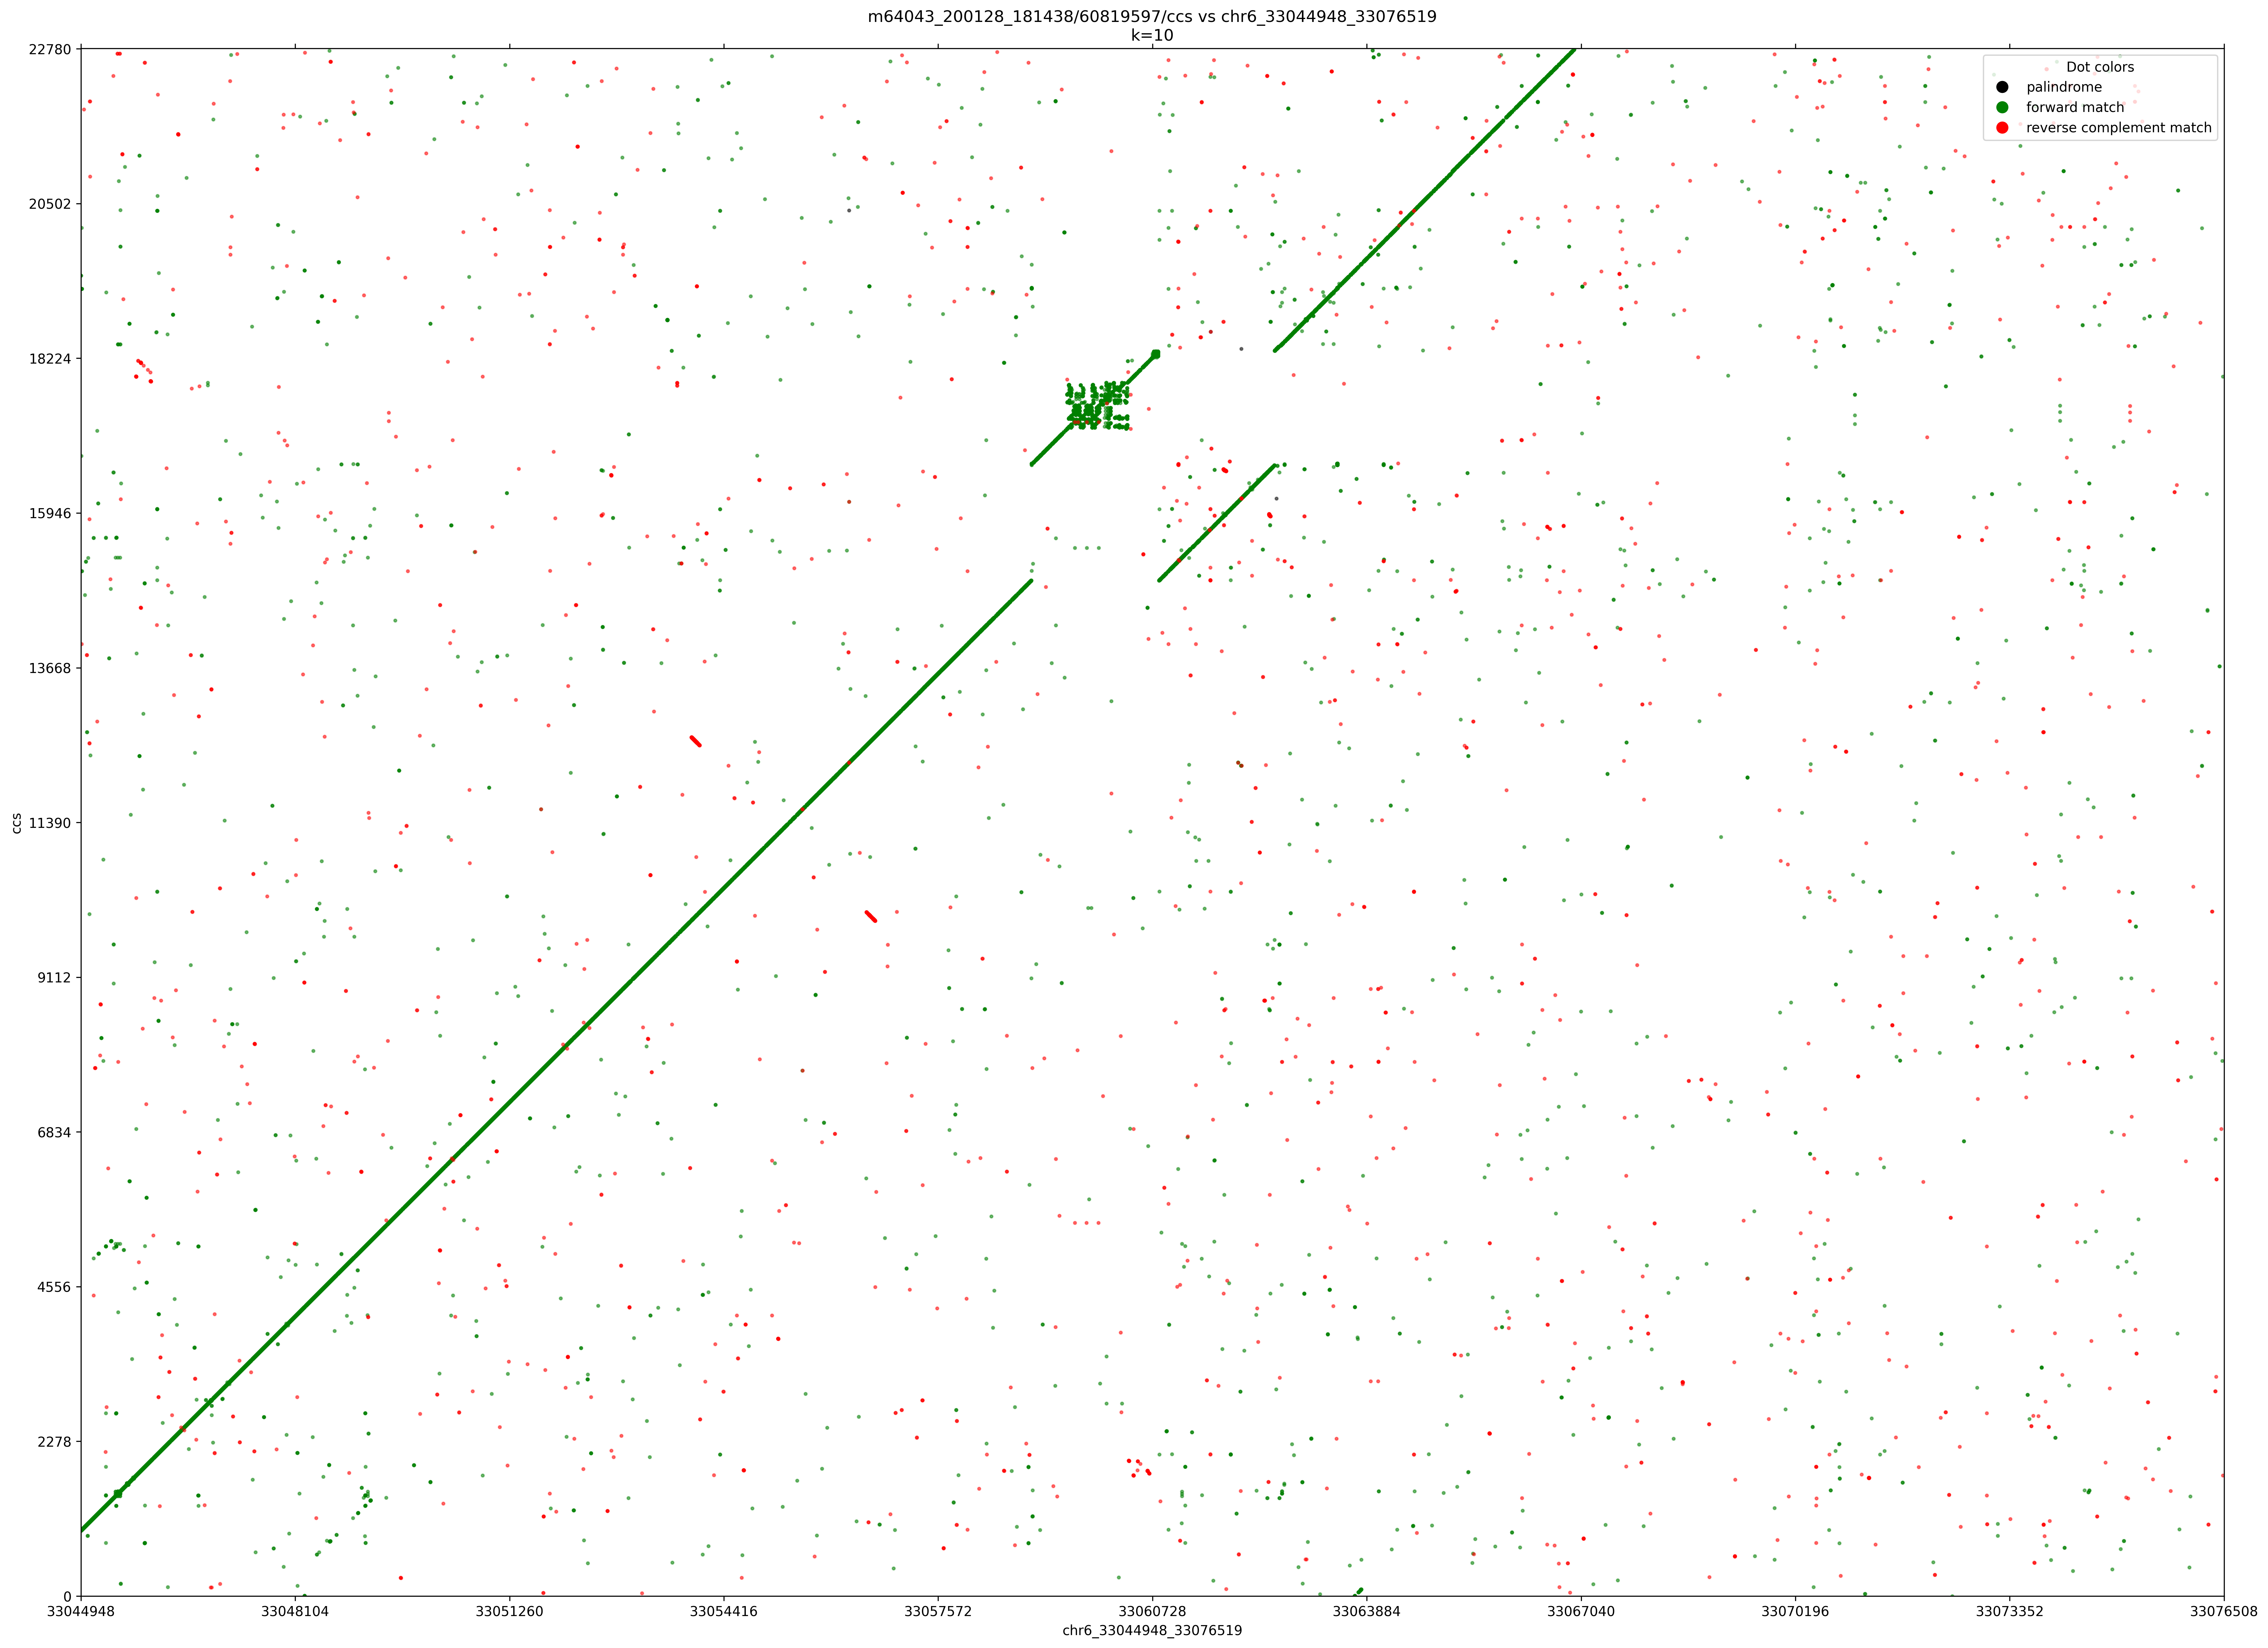 m64043_200128_181438/60819597/ccs vs chr6_33044948_33076519
k=10
Dot colors
palindrome
forward match
reverse complement match
22780
20502
18224
15946
13668
11390
9112
6834
4556
2278
0
ccs
33044948 33048104 33051260 33054416 33057572 33060728 33063884 33067040 33070196 33073352 33076508
chr6_33044948_33076519